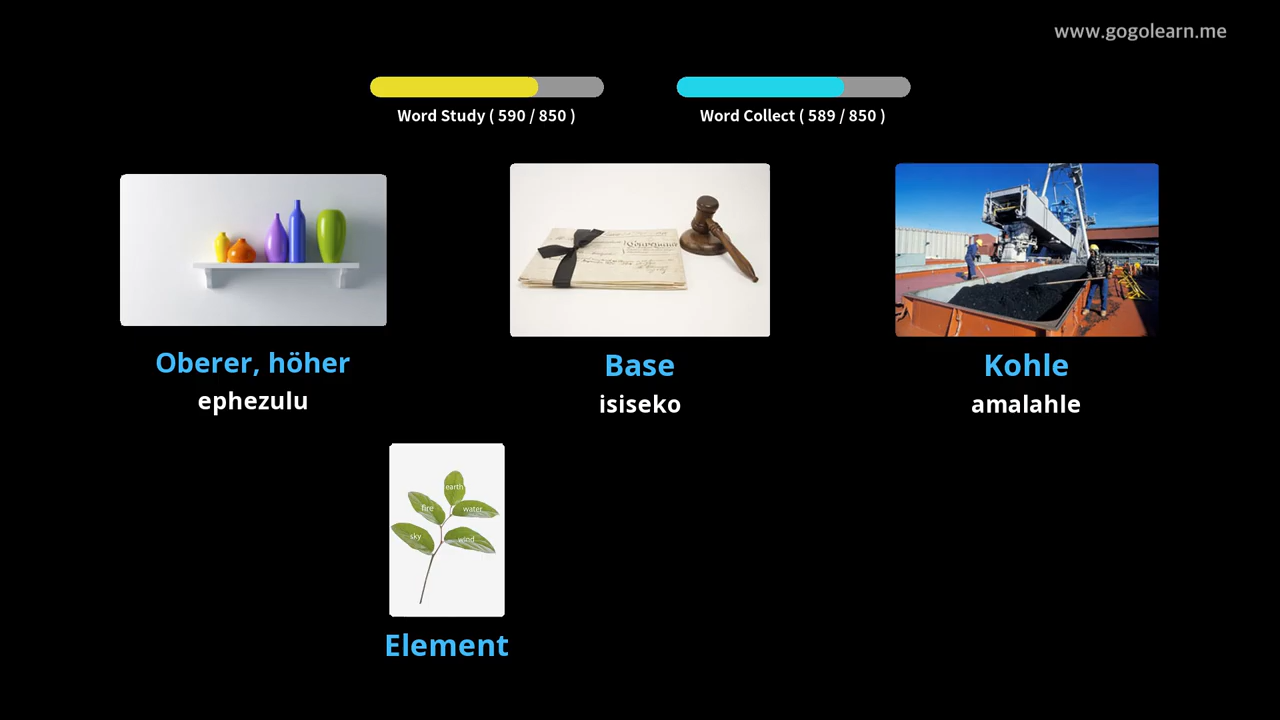 www.gogolearn.me
Word Study ( 590 / 850 )
Word Collect ( 589 / 850 )
Oberer, höher
ephezulu
Base
isiseko
Kohle
amalahle
earth
fire
water
sky
wind
Element